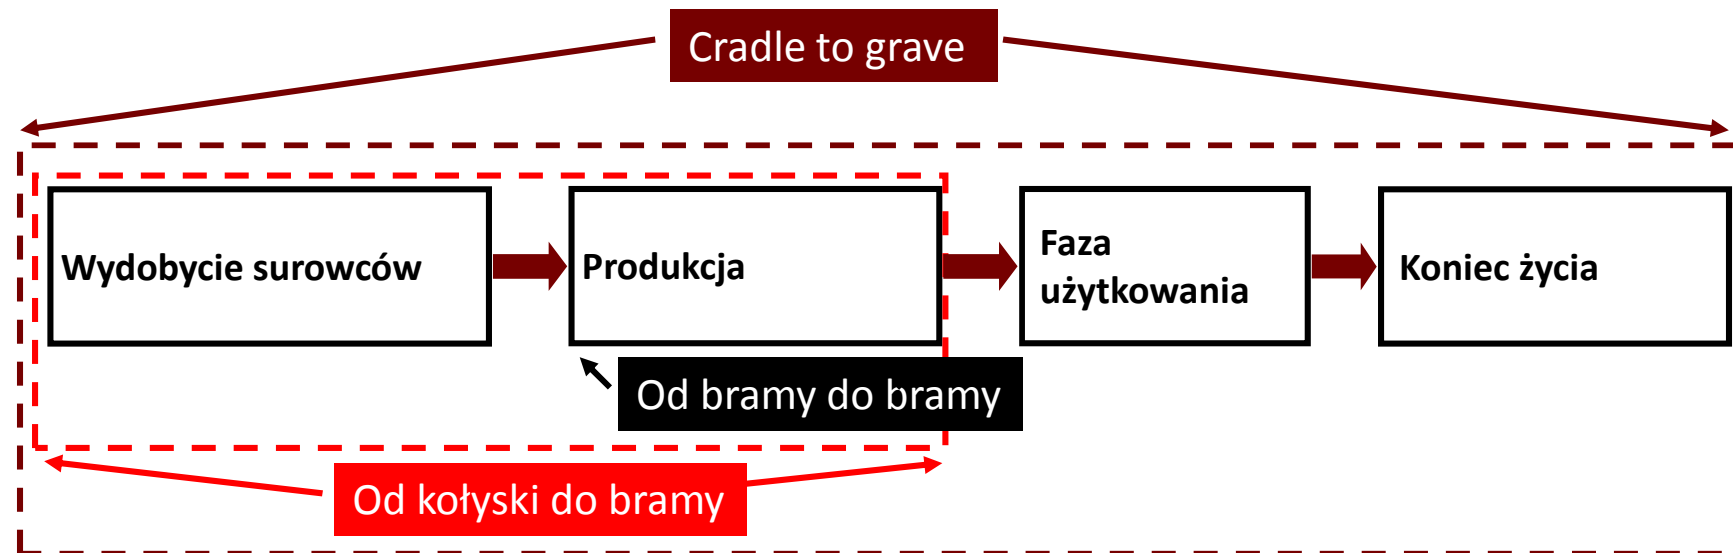 Cradle to grave
Wydobycie surowców
Produkcja
Faza
użytkowania
Koniec życia
Od bramy do bramy
Od kołyski do bramy